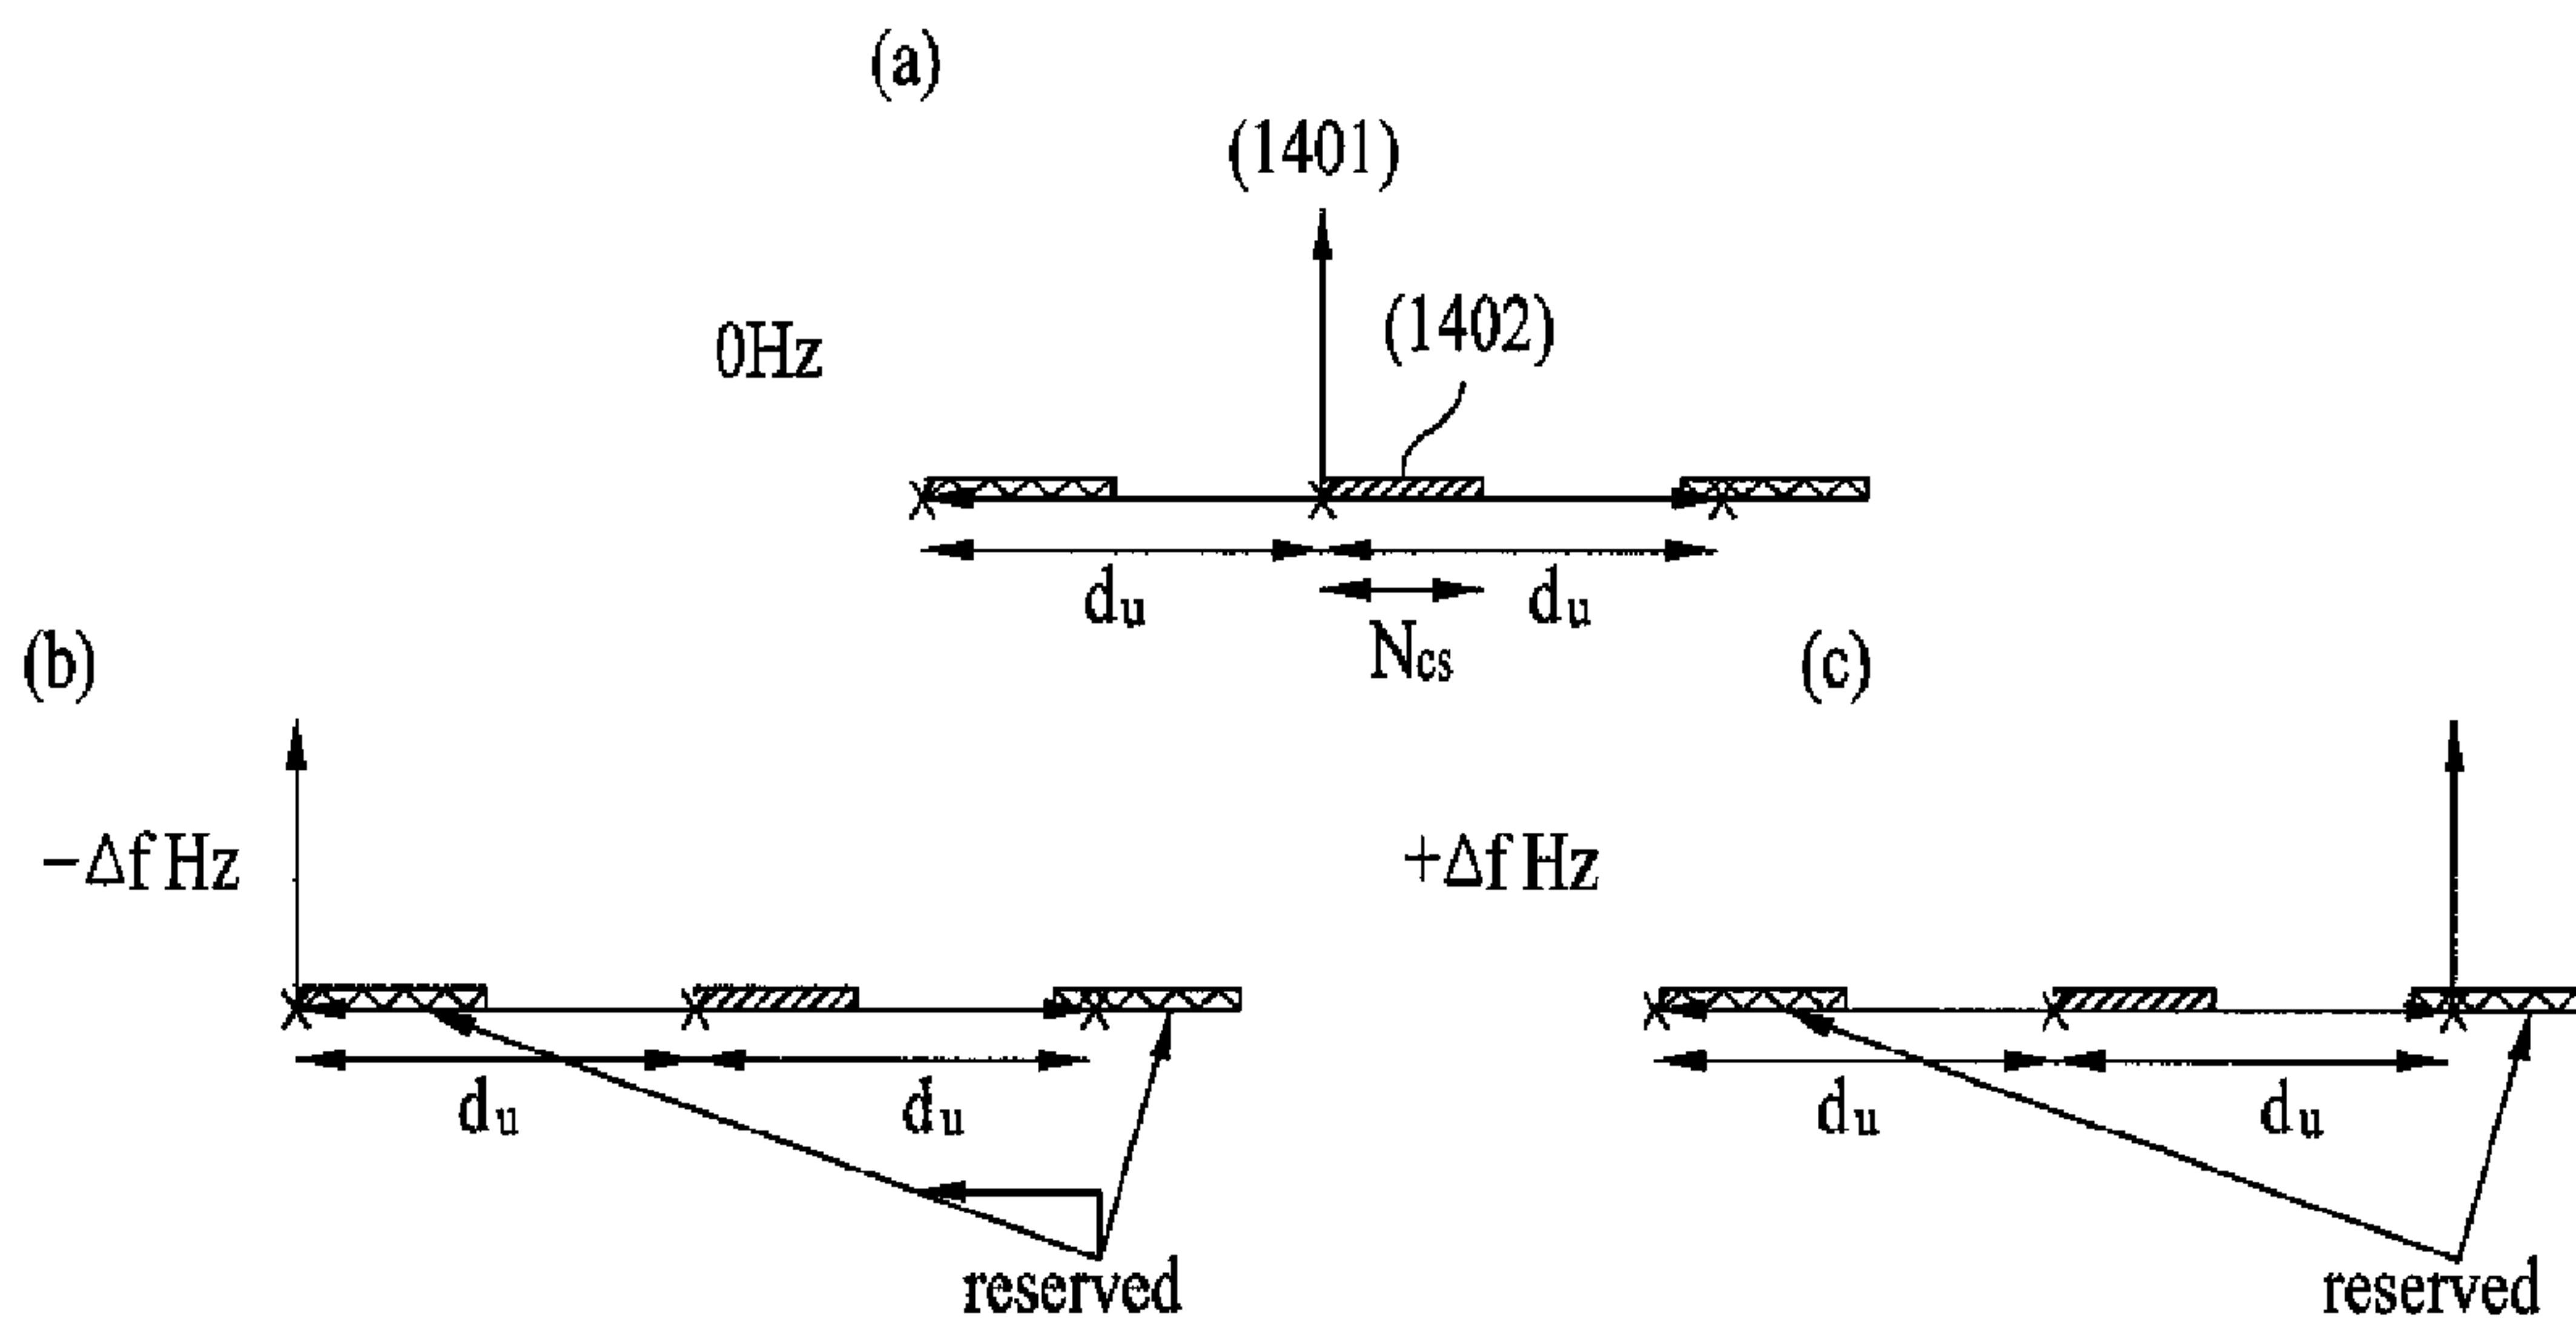 (a)
(1401)
(1402)
0Hz
du du
Ncs
(b)
(c)
−Δf Hz
+Δf Hz
du du
du du
reserved
reserved